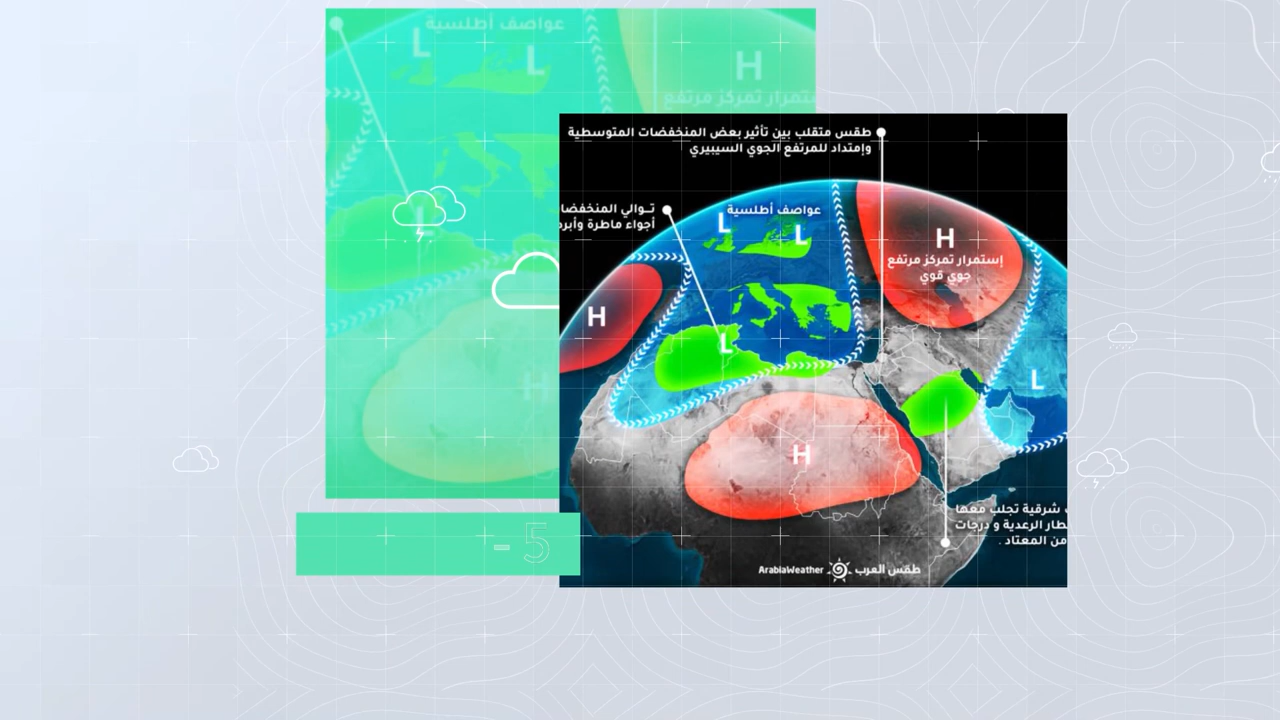 عواصف أطلسية
L
L
H
ـتمرار تمركز مرتفع
L
H
طقس متقلب بين تأثير بعض المنخفضات المتوسطية
وإمتداد للمرتفع الجوي السيبيري
تـوالي المنخفضا
أجواء ماطرة وأبرد
عواصف أطلسية
L
L
H
إستمرار تمركز مرتفع
جوي قوي
H
L
L
H
شرقية تجلب معها
طار الرعدية و درجات
من المعتاد .
ArabiaWeather طقس العرب
-5